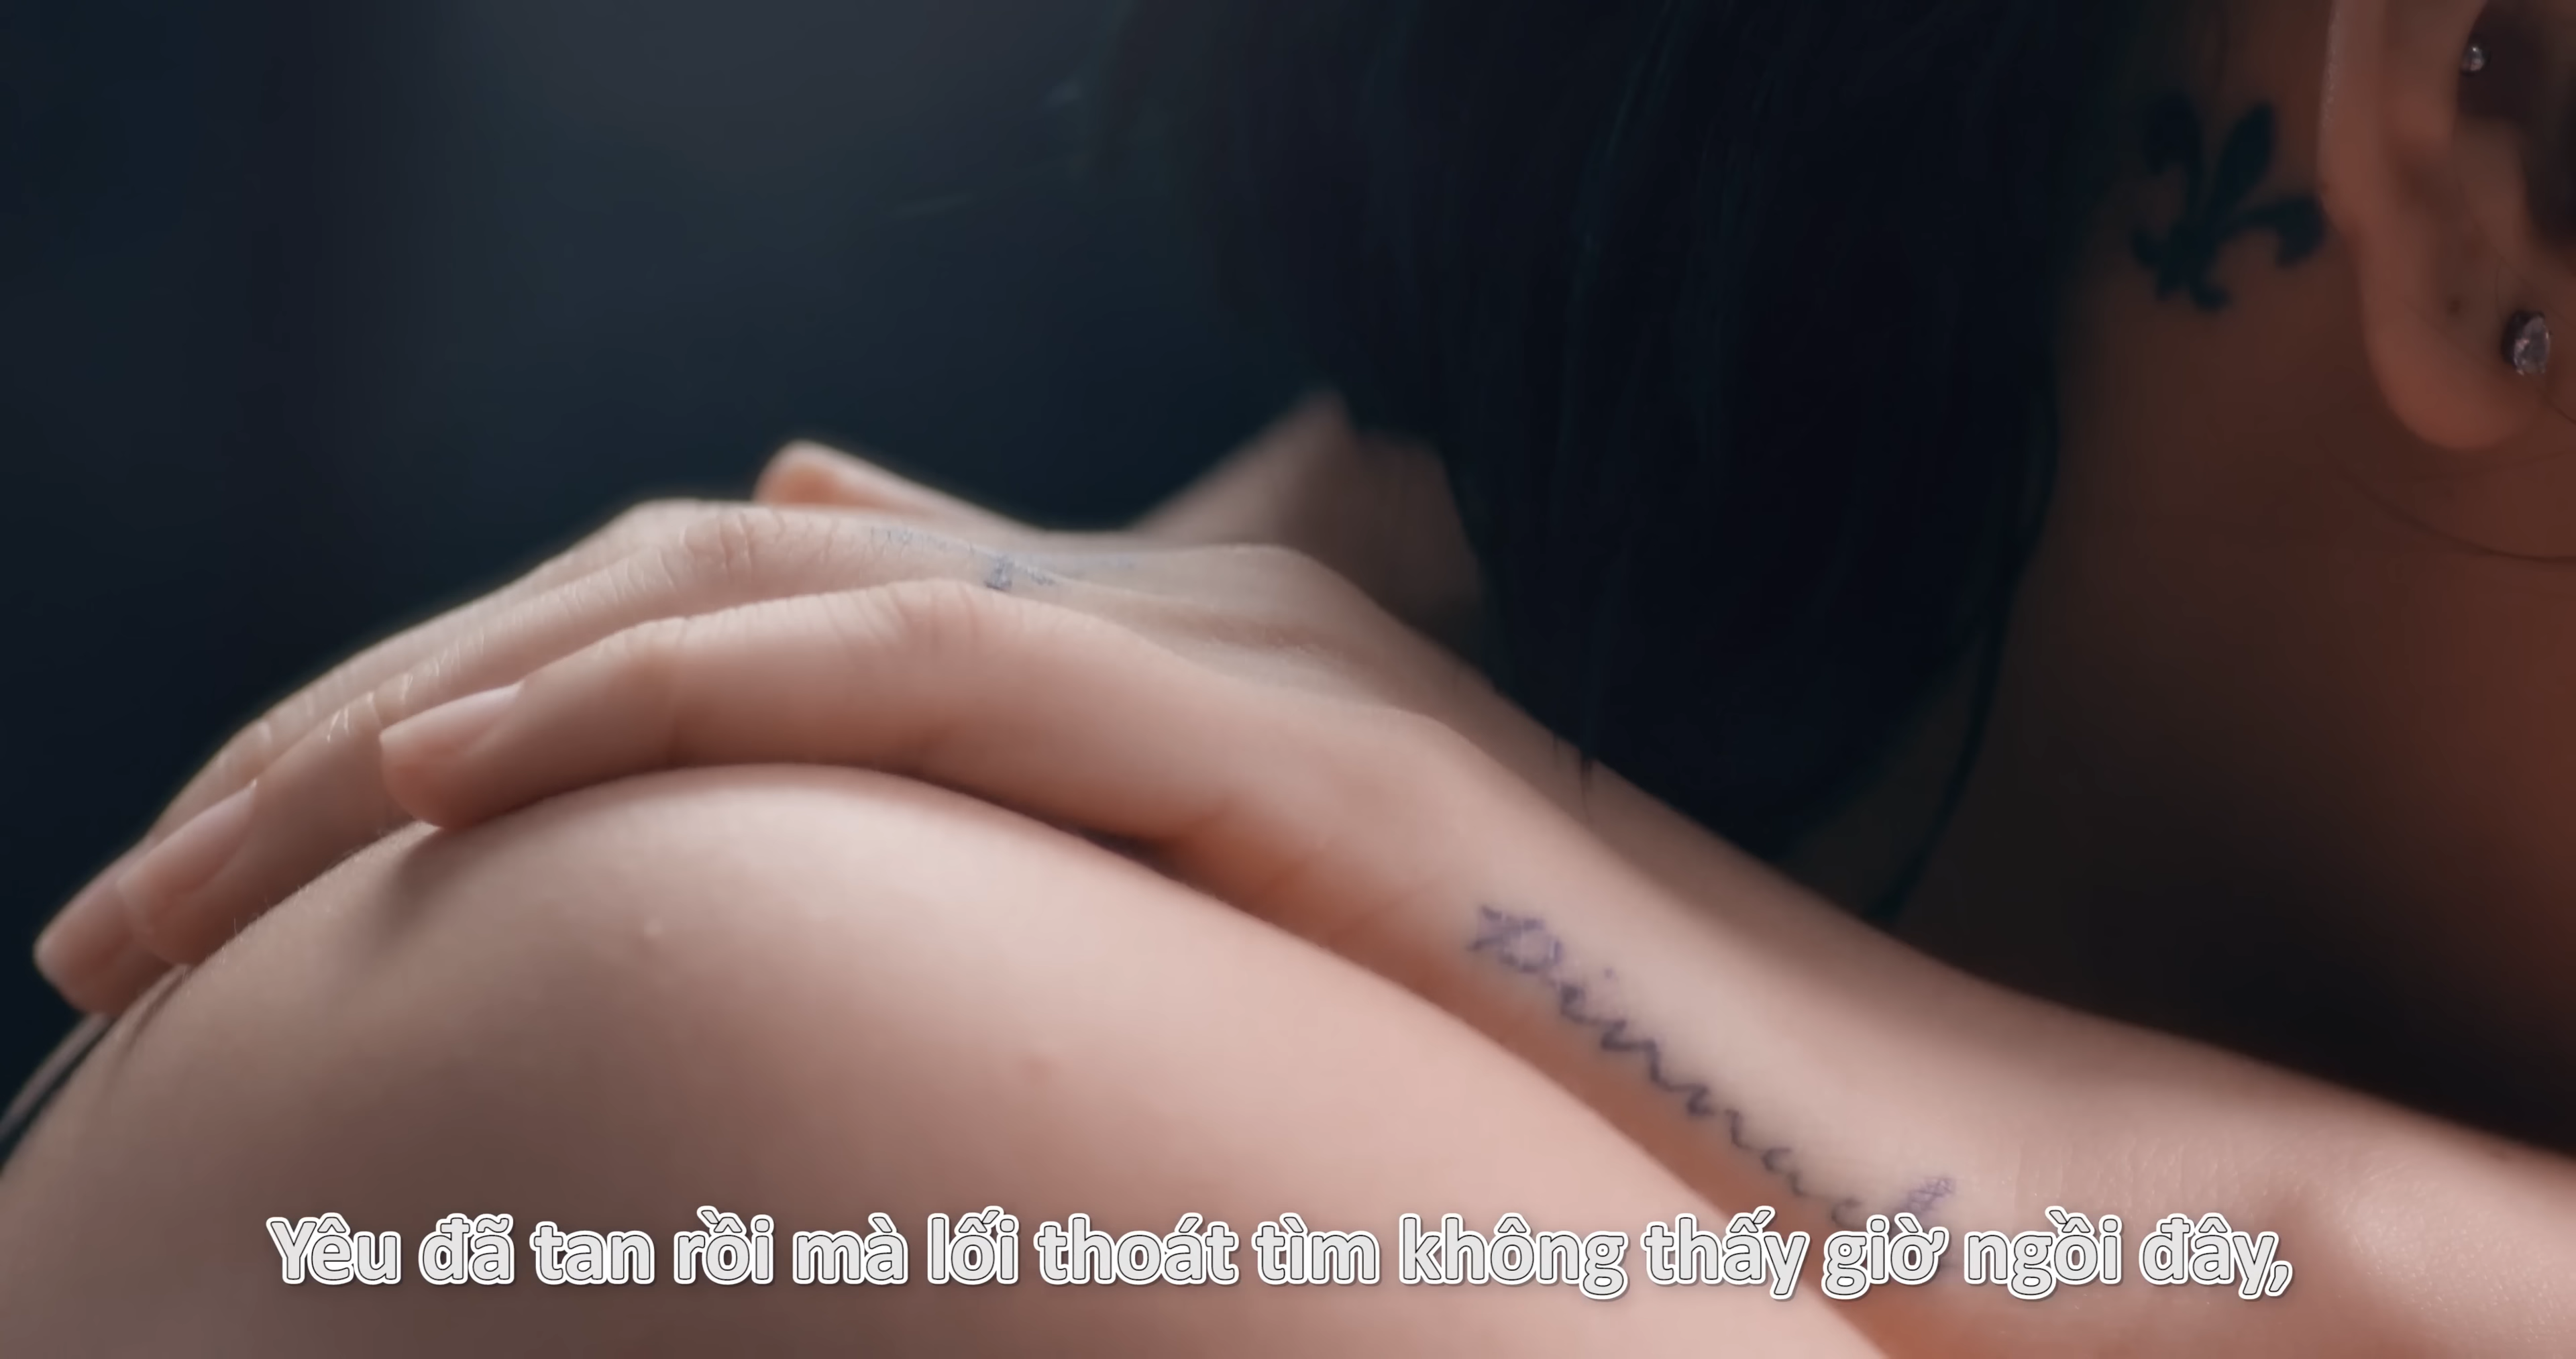 Yêu đã tan rồi mà lối thoát tìm không thấy giờ ngồi đây,